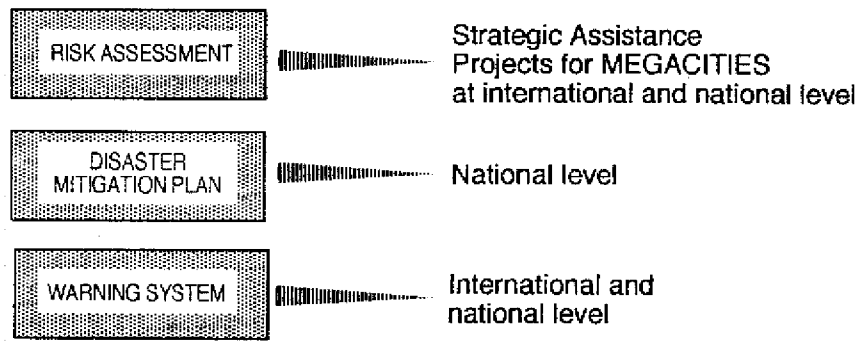 RISK ASSESSMENT
Strategic Assistance
Projects for MEGACITIES
at international and national level
DISASTER
MITIGATION PLAN
National level
WARNING SYSTEM
International and
national level